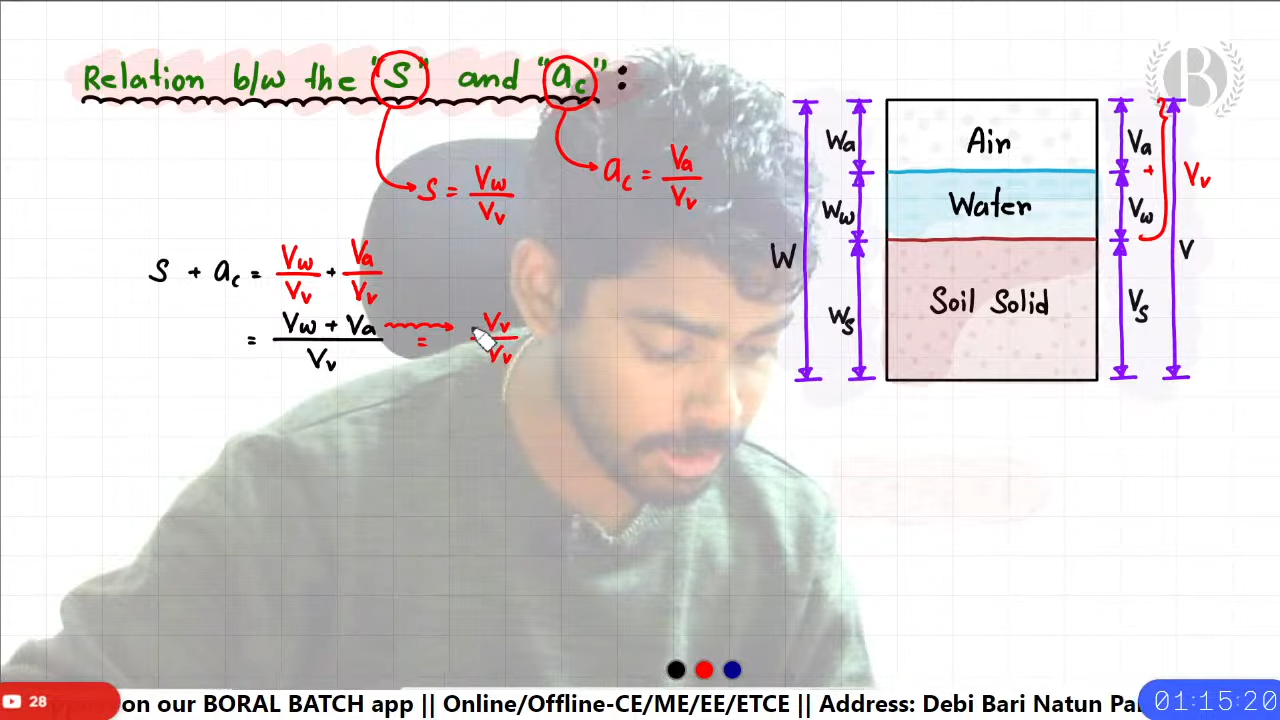 Relation b/w the "S" and "ac":
S = Vw/Vv
ac = Va/Vv
S + ac = Vw/Vv + Va/Vv
= Vw + Va/Vv = Vv/Vv
Wa
Ww
W
Ws
Air
Water
Soil Solid
Va
+
Vw
Vs
Vv
V
B
28
on our BORAL BATCH app || Online/Offline-CE/ME/EE/ETCE || Address: Debi Bari Natun Pa
01:15:20